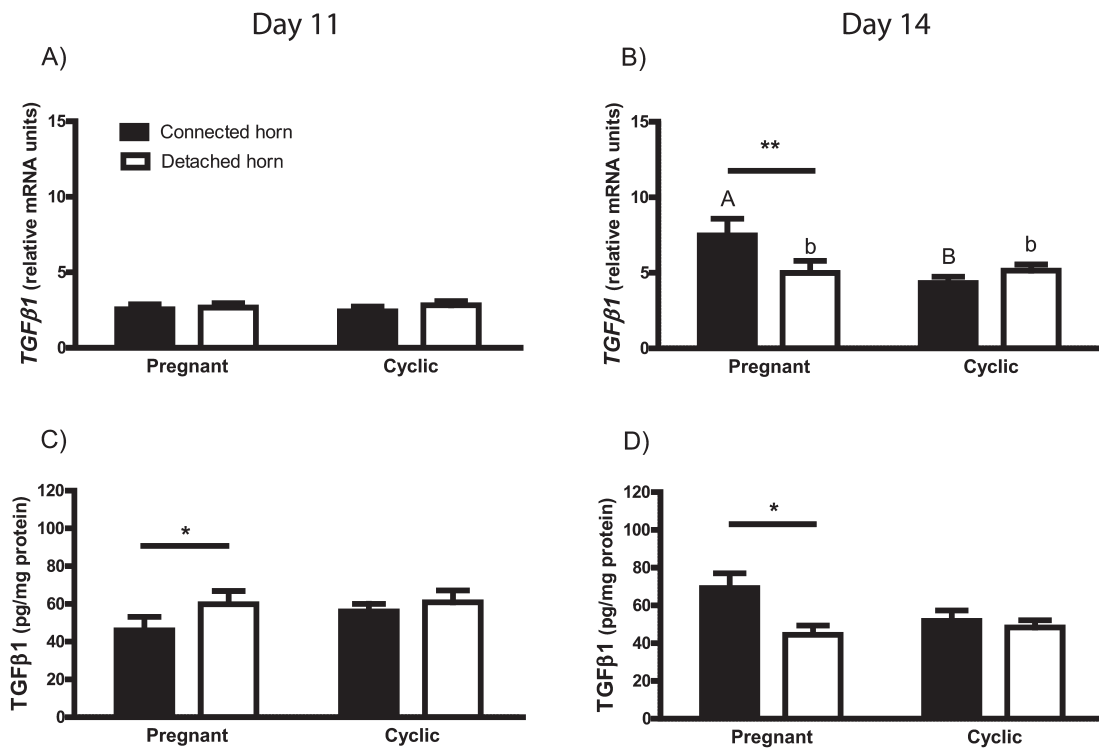 Day 11
Day 14
A)
TGFβ1 (relative mRNA units)
15
10
5
0
Connected horn
Detached horn
Pregnant
Cyclic
B)
TGFβ1 (relative mRNA units)
15
10
5
0
**
A
b
B
b
Pregnant
Cyclic
C)
TGFβ1 (pg/mg protein)
120
100
80
60
40
20
0
*
Pregnant
Cyclic
D)
TGFβ1 (pg/mg protein)
120
100
80
60
40
20
0
*
Pregnant
Cyclic